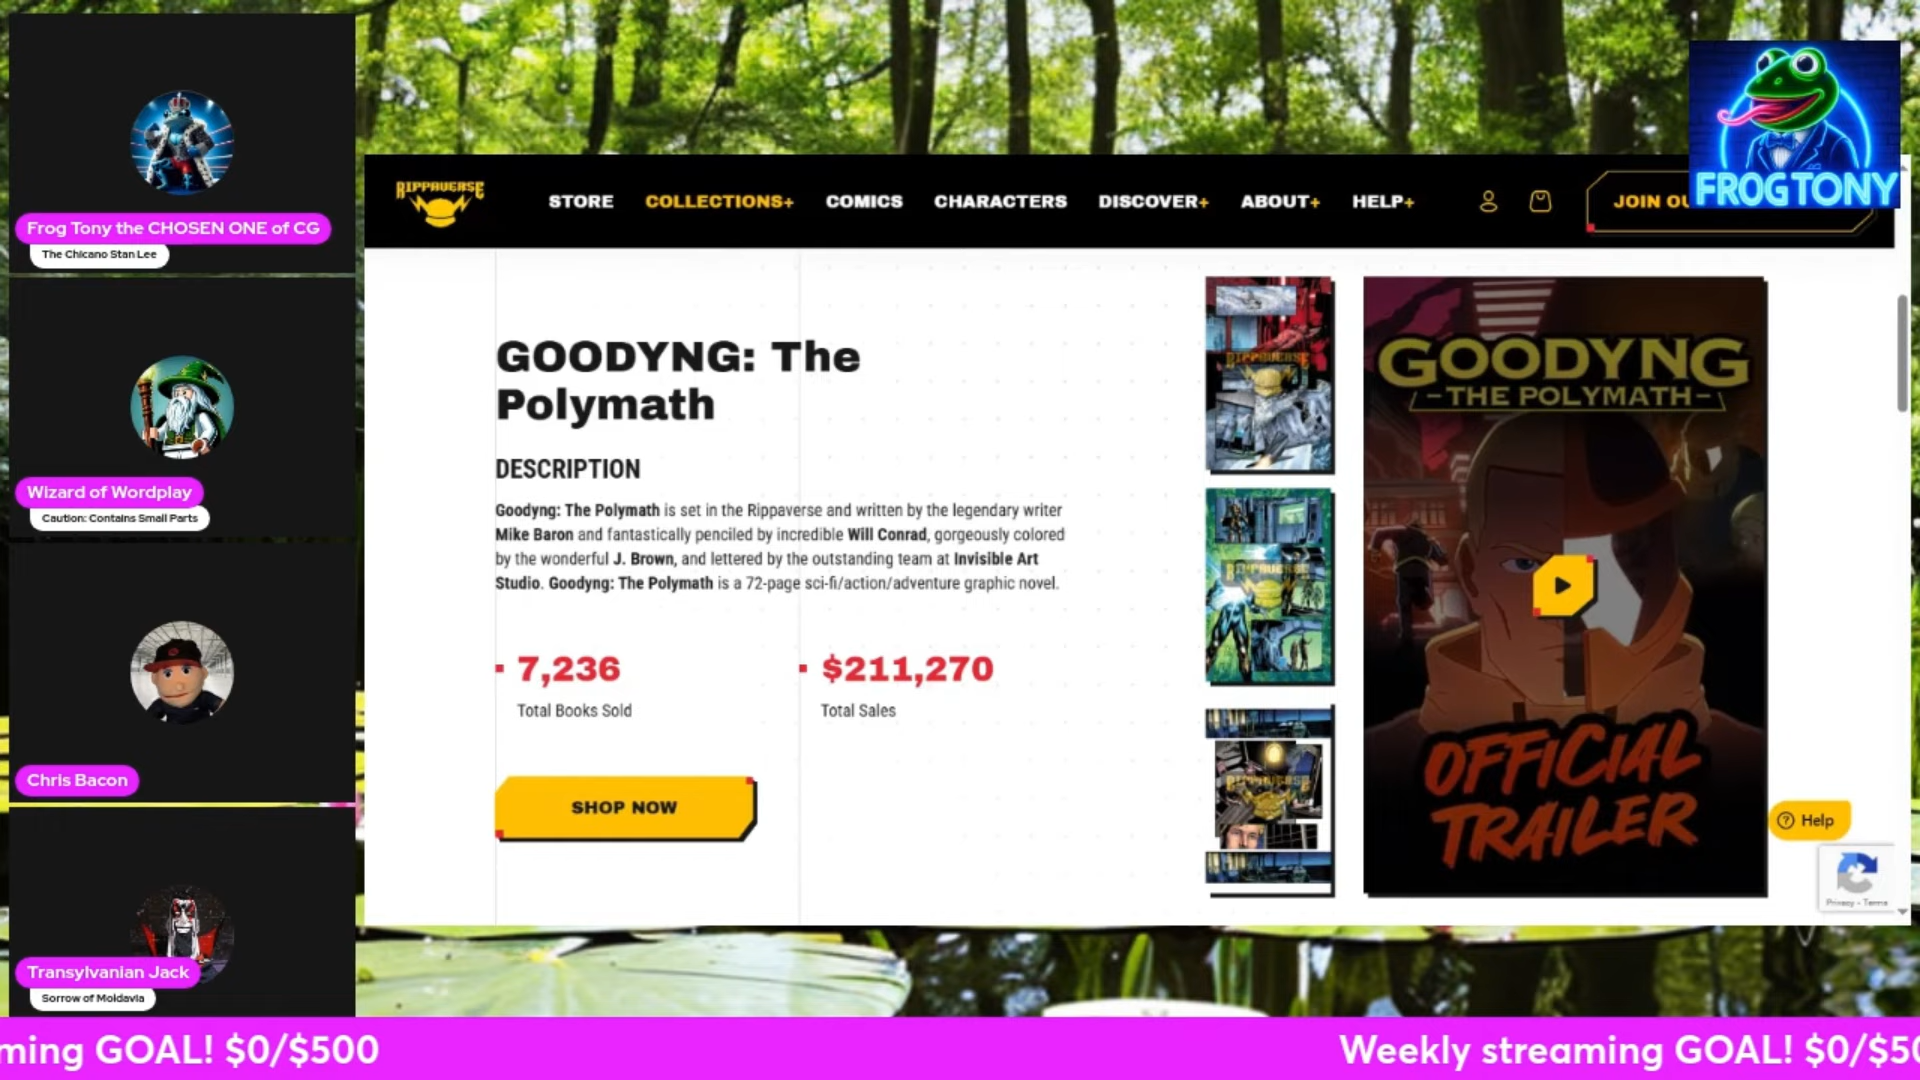 Frog Tony the CHOSEN ONE of CG
The Chicano Stan Lee
Wizard of Wordplay
Caution: Contains Small Parts
Chris Bacon
Transylvanian Jack
Sorrow of Moldavia
RIPPAVERSE
STORE
COLLECTIONS+
COMICS
CHARACTERS
DISCOVER+
ABOUT+
HELP+
JOIN
FROGTONY
GOODYNG: The
Polymath
DESCRIPTION
Goodyng: The Polymath is set in the Rippaverse and written by the legendary writer
Mike Baron and fantastically penciled by incredible Will Conrad, gorgeously colored
by the wonderful J. Brown, and lettered by the outstanding team at Invisible Art
Studio. Goodyng: The Polymath is a 72-page sci-fi/action/adventure graphic novel.
7,236
Total Books Sold
$211,270
Total Sales
SHOP NOW
RIPPAVERSE
RIPPAVERSE
RIPPAVERSE
GOODYNG
-THE POLYMATH-
OFFICIAL
TRAILER
Help
Privacy - Terms
ming GOAL! $0/$500
Weekly streaming GOAL! $0/$50